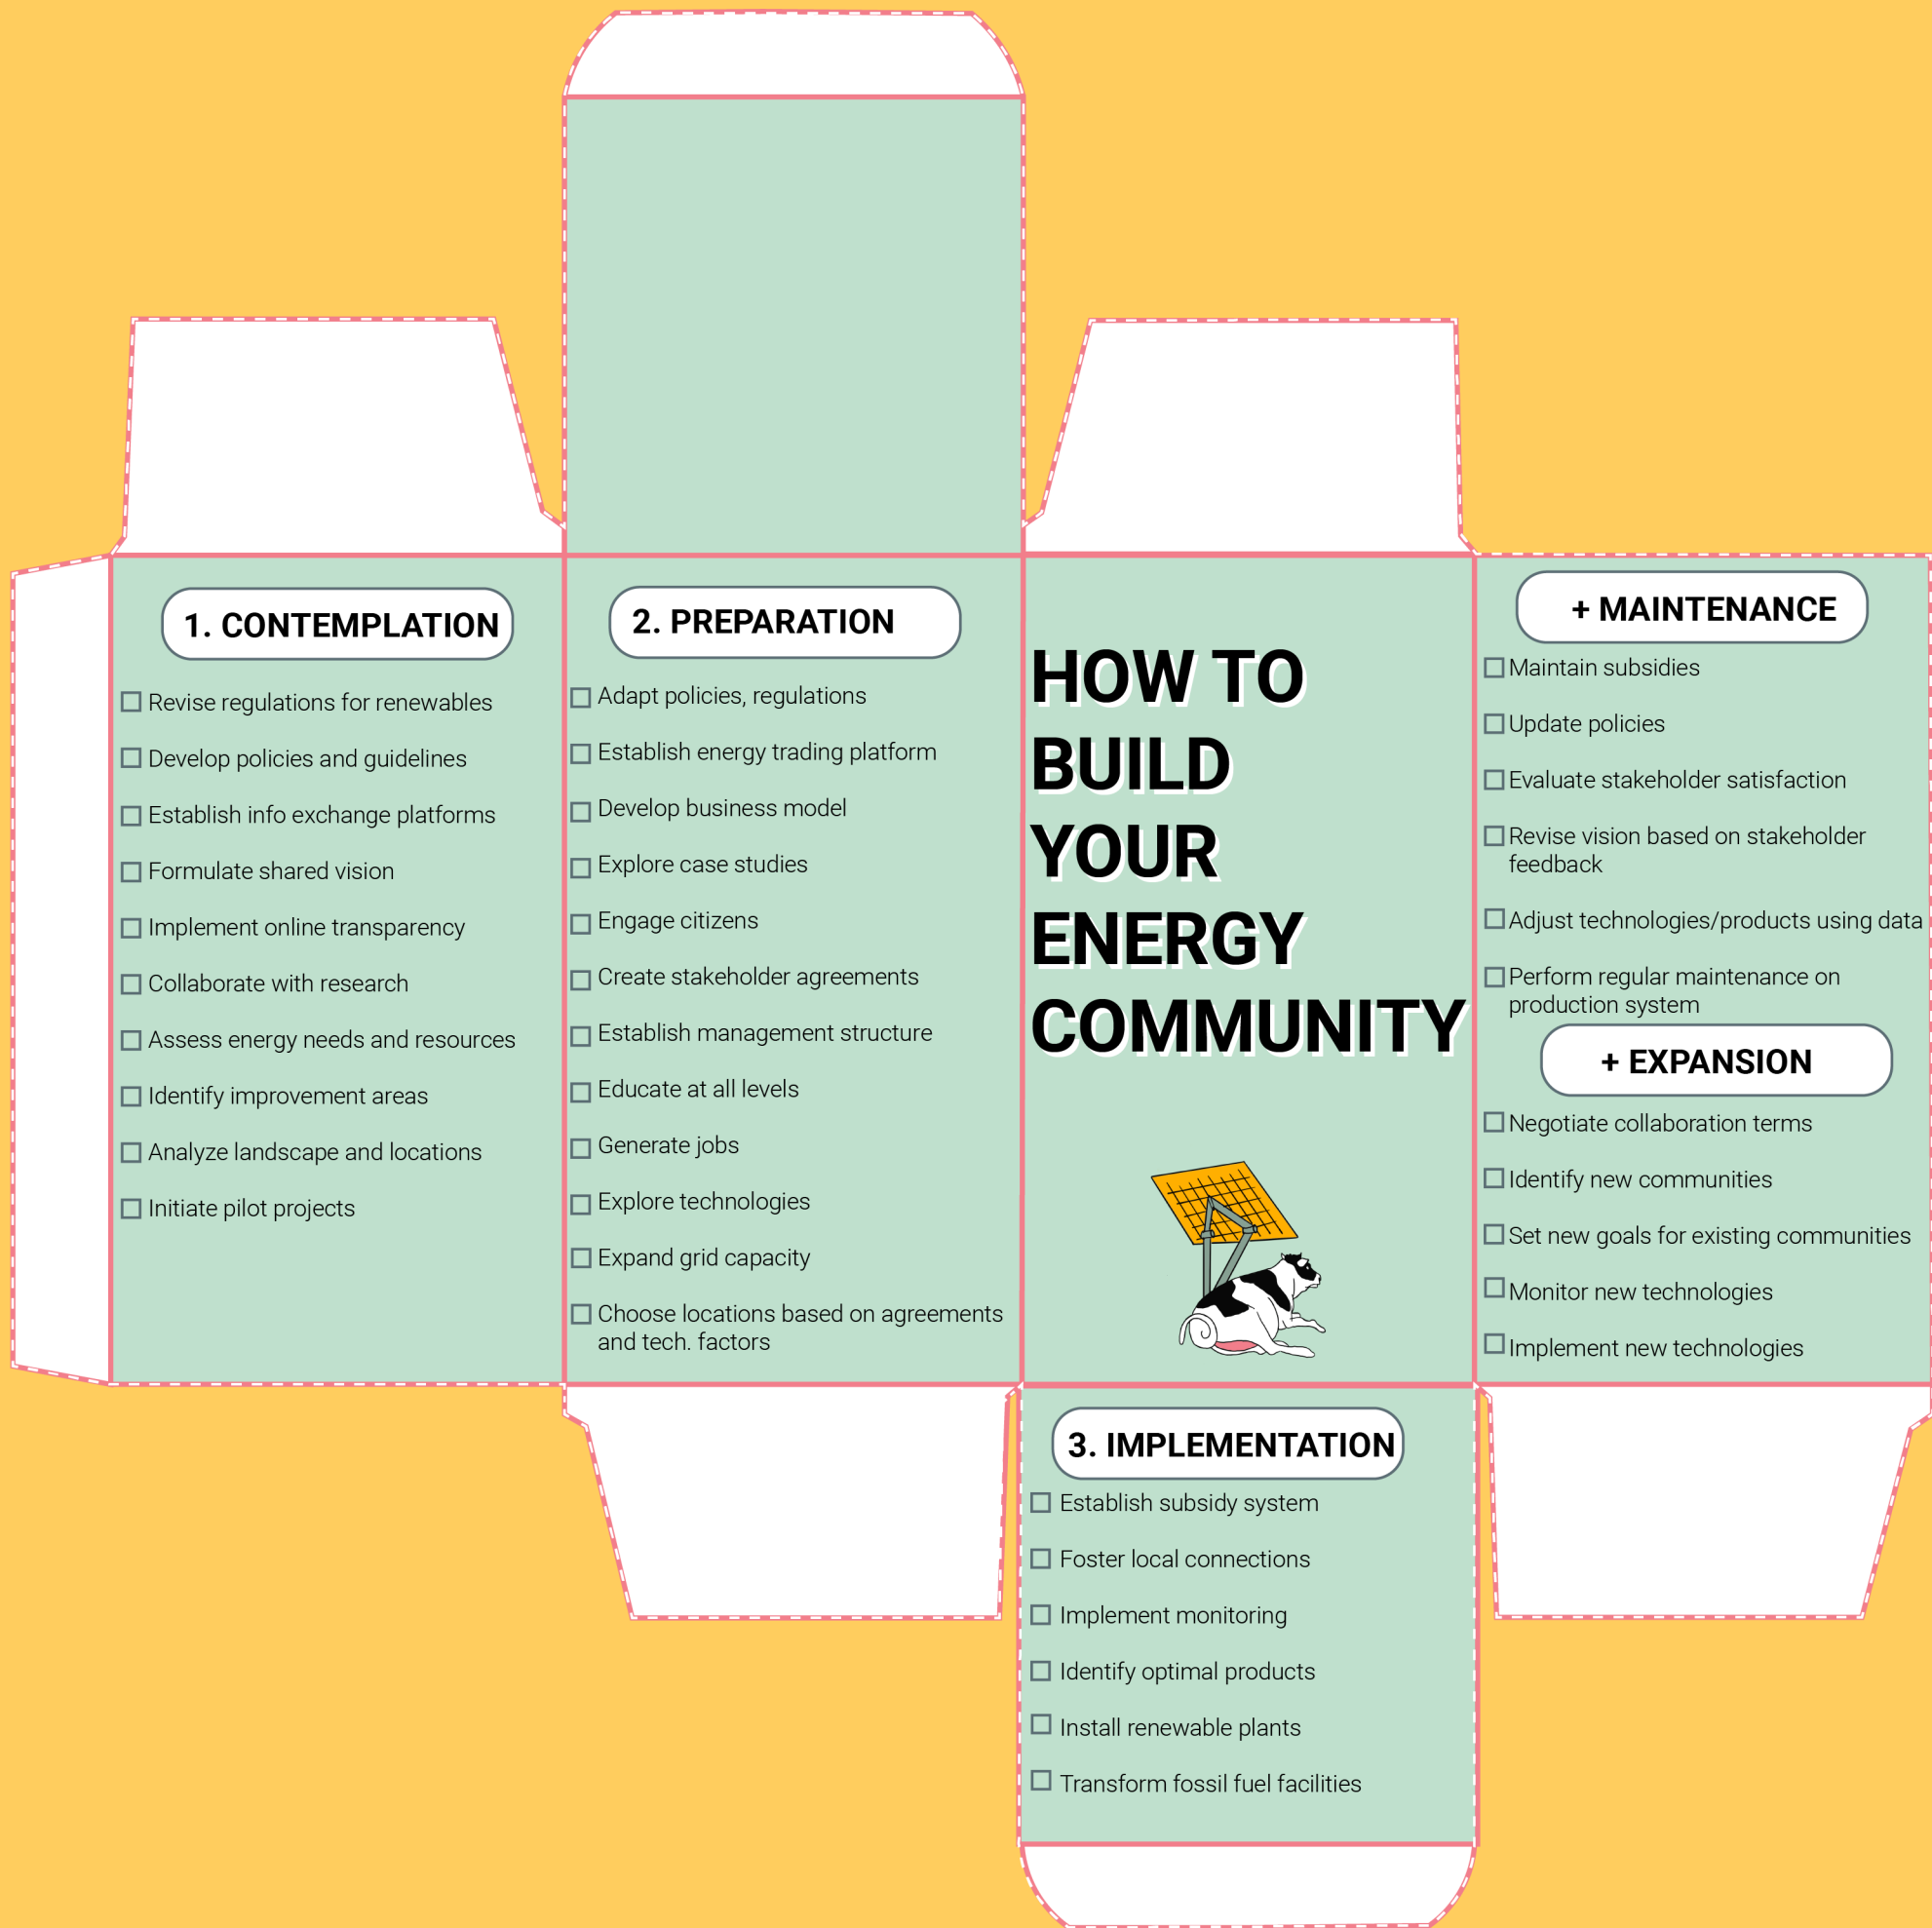 1. CONTEMPLATION
Revise regulations for renewables
Develop policies and guidelines
Establish info exchange platforms
Formulate shared vision
Implement online transparency
Collaborate with research
Assess energy needs and resources
Identify improvement areas
Analyze landscape and locations
Initiate pilot projects
2. PREPARATION
Adapt policies, regulations
Establish energy trading platform
Develop business model
Explore case studies
Engage citizens
Create stakeholder agreements
Establish management structure
Educate at all levels
Generate jobs
Explore technologies
Expand grid capacity
Choose locations based on agreements
and tech. factors
HOW TO
BUILD
YOUR
ENERGY
COMMUNITY
+ MAINTENANCE
Maintain subsidies
Update policies
Evaluate stakeholder satisfaction
Revise vision based on stakeholder
feedback
Adjust technologies/products using data
Perform regular maintenance on
production system
+ EXPANSION
Negotiate collaboration terms
Identify new communities
Set new goals for existing communities
Monitor new technologies
Implement new technologies
3. IMPLEMENTATION
Establish subsidy system
Foster local connections
Implement monitoring
Identify optimal products
Install renewable plants
Transform fossil fuel facilities